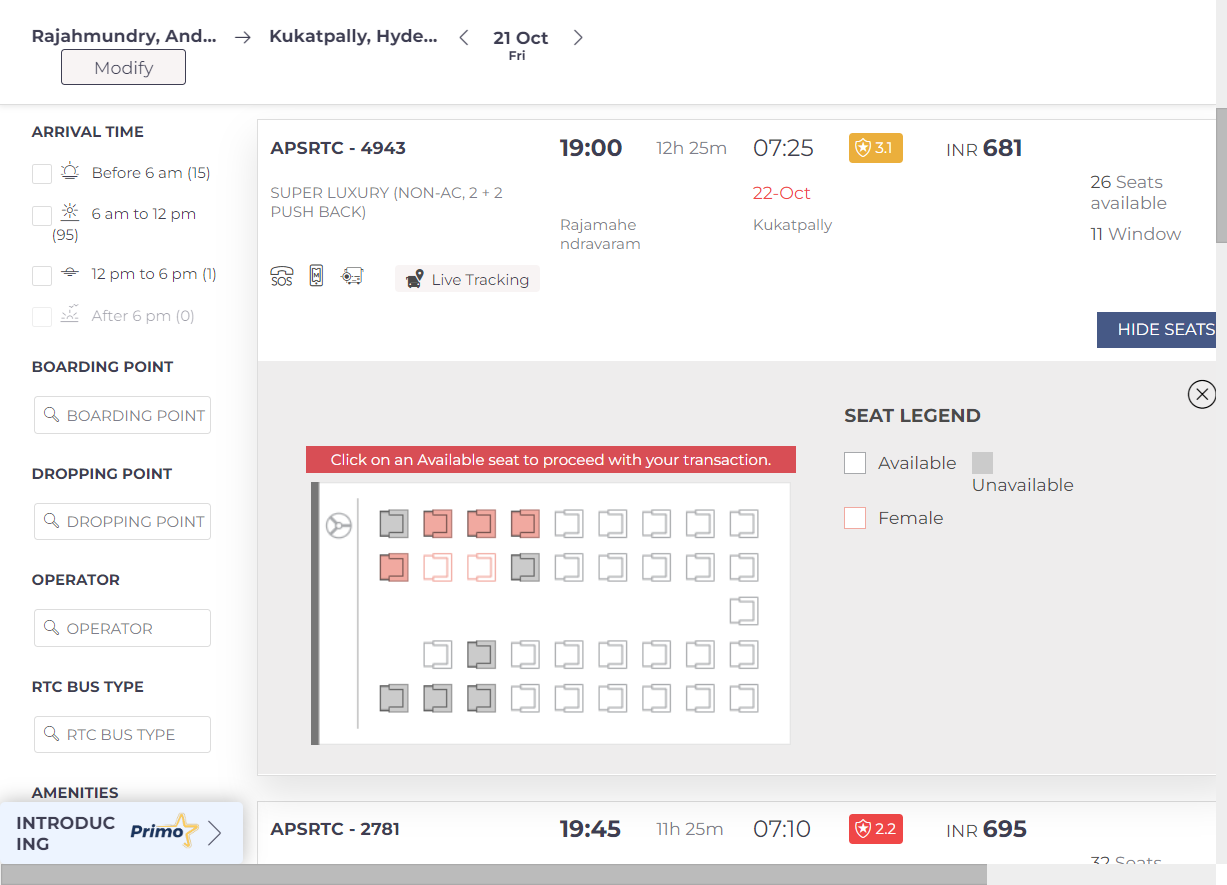 Rajahmundry, And... → Kukatpally, Hyde... < 21 Oct >
Fri
Modify
ARRIVAL TIME
Before 6 am (15)
6 am to 12 pm
(95)
12 pm to 6 pm (1)
After 6 pm (0)
BOARDING POINT
BOARDING POINT
DROPPING POINT
DROPPING POINT
OPERATOR
OPERATOR
RTC BUS TYPE
RTC BUS TYPE
AMENITIES
INTRODUC
ING
Primo
APSRTC - 4943 19:00 12h 25m 07:25 3.1 INR 681
SUPER LUXURY (NON-AC, 2 + 2
PUSH BACK)
22-Oct
Rajamahe
ndravaram
Kukatpally
26 Seats
available
11 Window
SOS
M
Live Tracking
HIDE SEATS
Click on an Available seat to proceed with your transaction.
SEAT LEGEND
Available
Unavailable
Female
APSRTC - 2781 19:45 11h 25m 07:10 2.2 INR 695
32 Seats